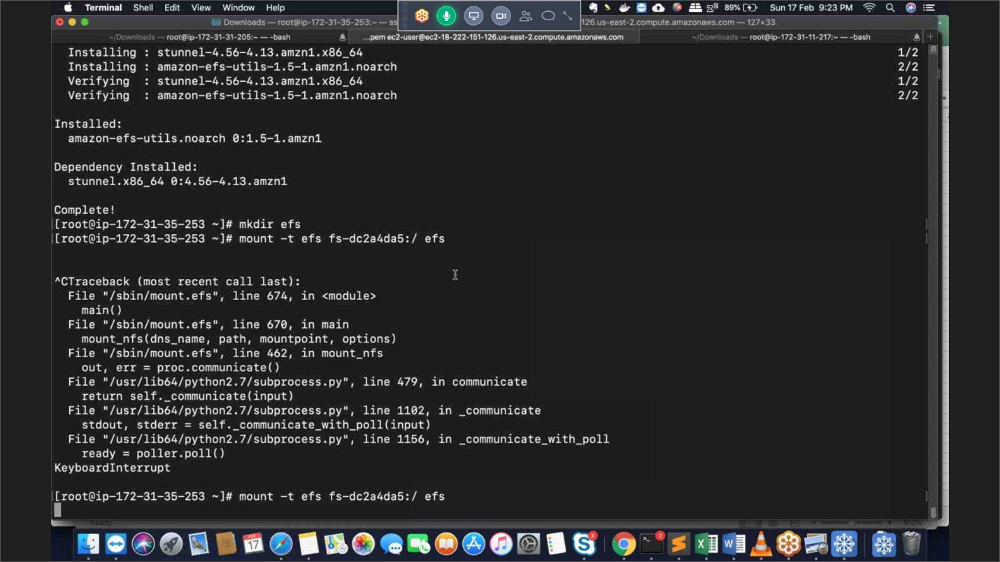 Terminal Shell Edit View Window Help
89% Sun 17 Feb 9:23 PM
Downloads — root@ip-172-31-35-253:~ — ss
126.us-east-2.compute.amazonaws.com — 127×33
~/Downloads — root@ip-172-31-31-205:~ — -bash
....pem ec2-user@ec2-18-222-151-126.us-east-2.compute.amazonaws.com
~/Downloads — root@ip-172-31-11-217:~ — -bash
Installing : stunnel-4.56-4.13.amzn1.x86_64 1/2
Installing : amazon-efs-utils-1.5-1.amzn1.noarch 2/2
Verifying : stunnel-4.56-4.13.amzn1.x86_64 1/2
Verifying : amazon-efs-utils-1.5-1.amzn1.noarch 2/2
Installed:
amazon-efs-utils.noarch 0:1.5-1.amzn1
Dependency Installed:
stunnel.x86_64 0:4.56-4.13.amzn1
Complete!
[root@ip-172-31-35-253 ~]# mkdir efs
[root@ip-172-31-35-253 ~]# mount -t efs fs-dc2a4da5:/ efs
^CTraceback (most recent call last):
File "/sbin/mount.efs", line 674, in <module>
main()
File "/sbin/mount.efs", line 670, in main
mount_nfs(dns_name, path, mountpoint, options)
File "/sbin/mount.efs", line 462, in mount_nfs
out, err = proc.communicate()
File "/usr/lib64/python2.7/subprocess.py", line 479, in communicate
return self._communicate(input)
File "/usr/lib64/python2.7/subprocess.py", line 1102, in _communicate
stdout, stderr = self._communicate_with_poll(input)
File "/usr/lib64/python2.7/subprocess.py", line 1156, in _communicate_with_poll
ready = poller.poll()
KeyboardInterrupt
[root@ip-172-31-35-253 ~]# mount -t efs fs-dc2a4da5:/ efs
Ready
100%
17
2